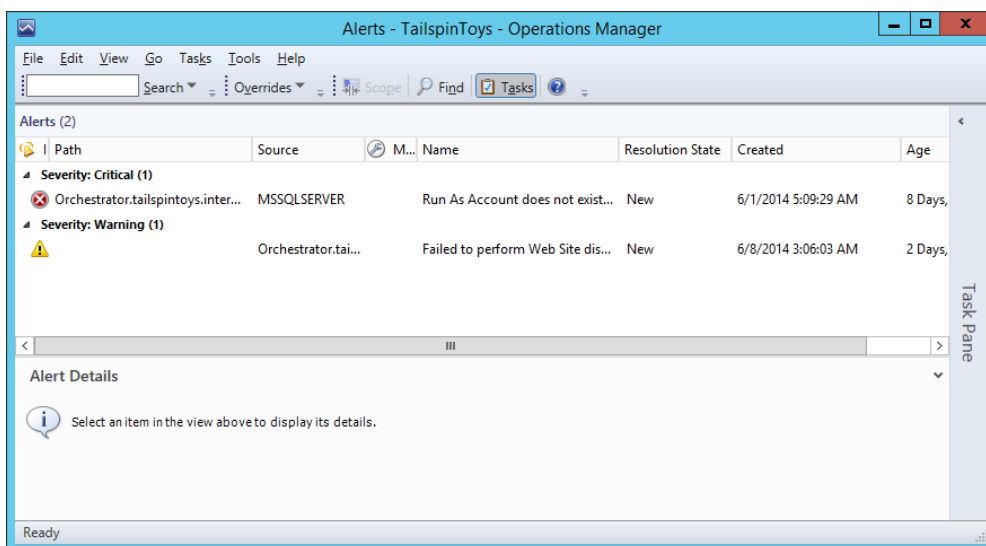 Alerts - TailspinToys - Operations Manager
File Edit View Go Tasks Tools Help
Search Overrides Scope Find Tasks
Alerts (2)
I Path Source M... Name Resolution State Created Age
Severity: Critical (1)
Orchestrator.tailspintoys.inter... MSSQLSERVER Run As Account does not exist... New 6/1/2014 5:09:29 AM 8 Days,
Severity: Warning (1)
Orchestrator.tai... Failed to perform Web Site dis... New 6/8/2014 3:06:03 AM 2 Days,
Task Pane
Alert Details
Select an item in the view above to display its details.
Ready